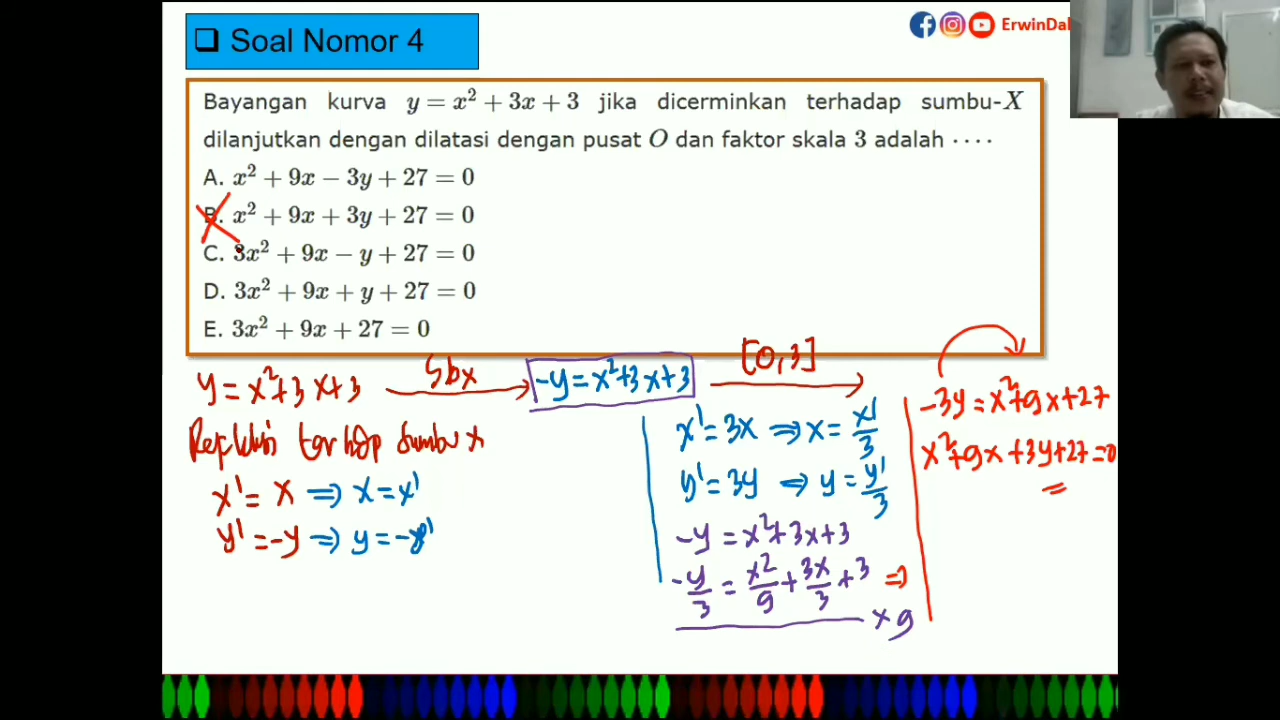 Soal Nomor 4
ErwinDal
Bayangan kurva y = x² + 3x + 3 jika dicerminkan terhadap sumbu-X
dilanjutkan dengan dilatasi dengan pusat O dan faktor skala 3 adalah ....
A. x² + 9x − 3y + 27 = 0
B. x² + 9x + 3y + 27 = 0
C. 3x² + 9x − y + 27 = 0
D. 3x² + 9x + y + 27 = 0
E. 3x² + 9x + 27 = 0
y = x²+3x+3
Sbx
-y = x²+3x+3
[0,3]
terhdp sumbu x
x' = x ⇒ x = x'
y' = -y ⇒ y = -y'
x' = 3x ⇒ x = x'/3
y' = 3y ⇒ y = y'/3
-y = x²+3x+3
-y/3 = x²/9 + 3x/3 + 3 ⇒
x 9
-3y = x²+9x+27
x²+9x+3y+27=0